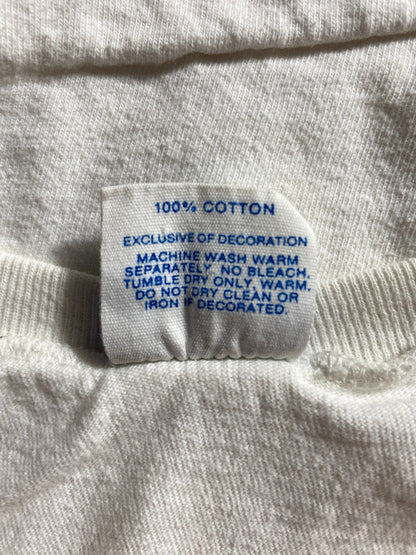 100% COTTON
EXCLUSIVE OF DECORATION
MACHINE WASH WARM
SEPARATELY, NO BLEACH.
TUMBLE DRY ONLY, WARM.
DO NOT DRY CLEAN OR
IRON IF DECORATED.